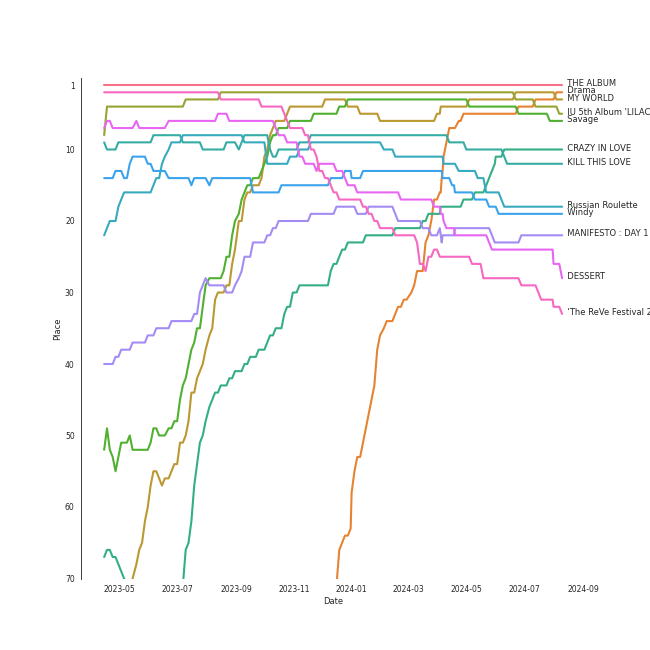 1
10
20
30
40
50
60
70
Place
2023-05
2023-07
2023-09
2023-11
2024-01
2024-03
2024-05
2024-07
2024-09
Date
THE ALBUM
Drama
MY WORLD
IU 5th Album 'LILAC
Savage
CRAZY IN LOVE
KILL THIS LOVE
Russian Roulette
Windy
MANIFESTO : DAY 1
DESSERT
'The ReVe Festival 2